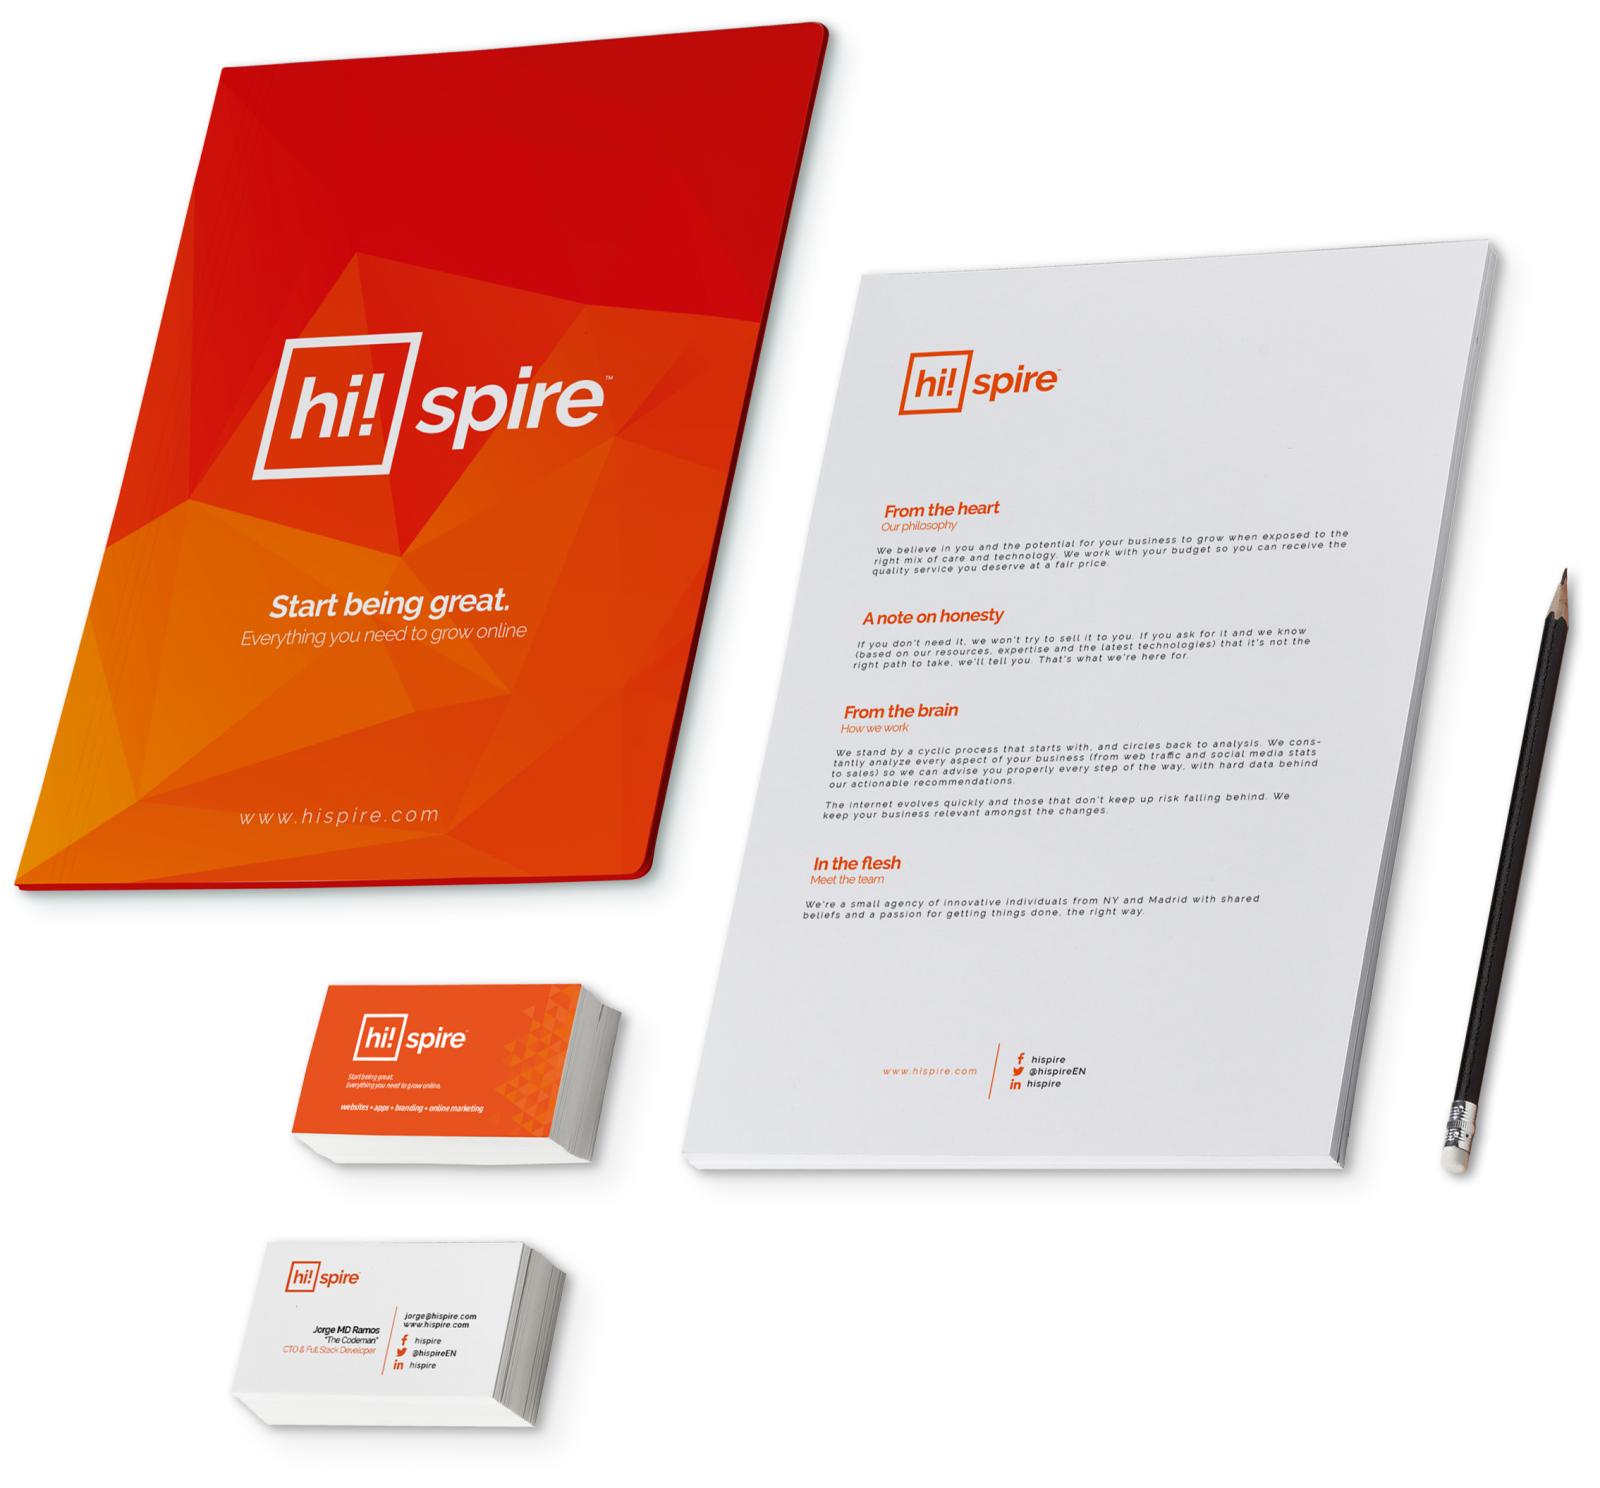 hi! spire™
Start being great.
Everything you need to grow online
www.hispire.com
hi! spire
From the heart
Our philosophy
We believe in you and the potential for your business to grow when exposed to the
right mix of care and technology. We work with your budget so you can receive the
quality service you deserve at a fair price.
A note on honesty
If you don't need it, we won't try to sell it to you. If you ask for it and we know
(based on our resources, expertise and the latest technologies) that it's not the
right path to take, we'll tell you. That's what we're here for.
From the brain
How we work
We stand by a cyclic process that starts with, and circles back to analysis. We cons-
tantly analyze every aspect of your business (from web traffic and social media stats
to sales) so we can advise you properly every step of the way, with hard data behind
our actionable recommendations.
The internet evolves quickly and those that don't keep up risk falling behind. We
keep your business relevant amongst the changes.
In the flesh
Meet the team
We're a small agency of innovative individuals from NY and Madrid with shared
beliefs and a passion for getting things done, the right way.
www.hispire.com
f hispire
@hispireEN
in hispire
hi! spire
Start being great.
Everything you need to grow online.
websites • apps • branding • online marketing
hi! spire
Jorge MD Ramos
"The Codeman"
CTO & Full Stack Developer
jorge@hispire.com
www.hispire.com
f hispire
@hispireEN
in hispire